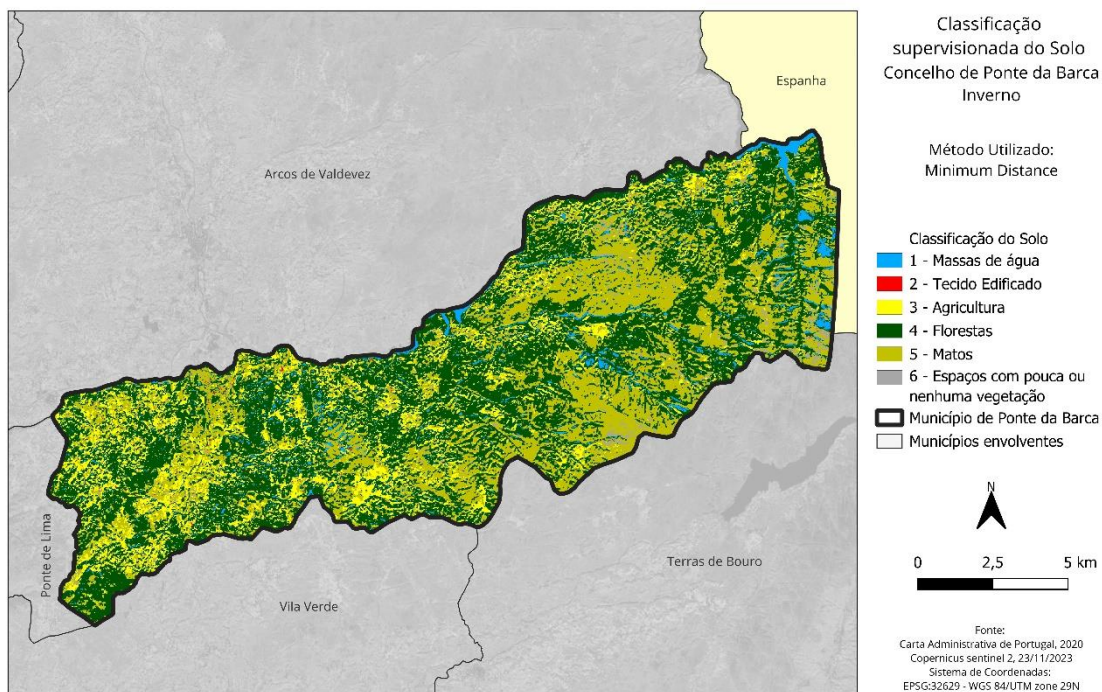 Classificação
supervisionada do Solo
Concelho de Ponte da Barca
Inverno
Método Utilizado:
Minimum Distance
Espanha
Arcos de Valdevez
Ponte de Lima
Vila Verde
Terras de Bouro
Classificação do Solo
1 - Massas de água
2 - Tecido Edificado
3 - Agricultura
4 - Florestas
5 - Matos
6 - Espaços com pouca ou
nenhuma vegetação
Município de Ponte da Barca
Municípios envolventes
N
0 2,5 5 km
Fonte:
Carta Administrativa de Portugal, 2020
Copernicus sentinel 2, 23/11/2023
Sistema de Coordenadas:
EPSG:32629 - WGS 84/UTM zone 29N